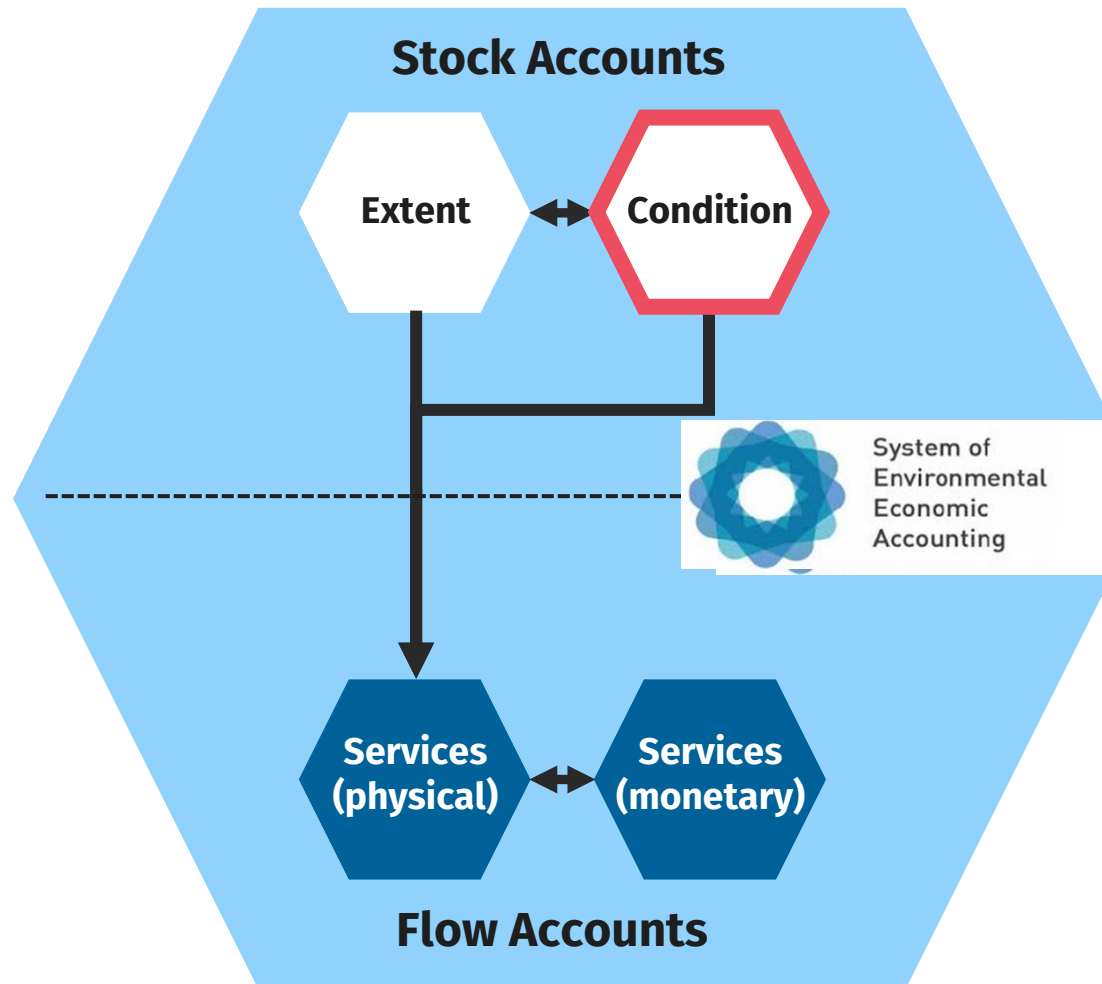 Stock Accounts
Extent
Condition
System of
Environmental
Economic
Accounting
Services
(physical)
Services
(monetary)
Flow Accounts